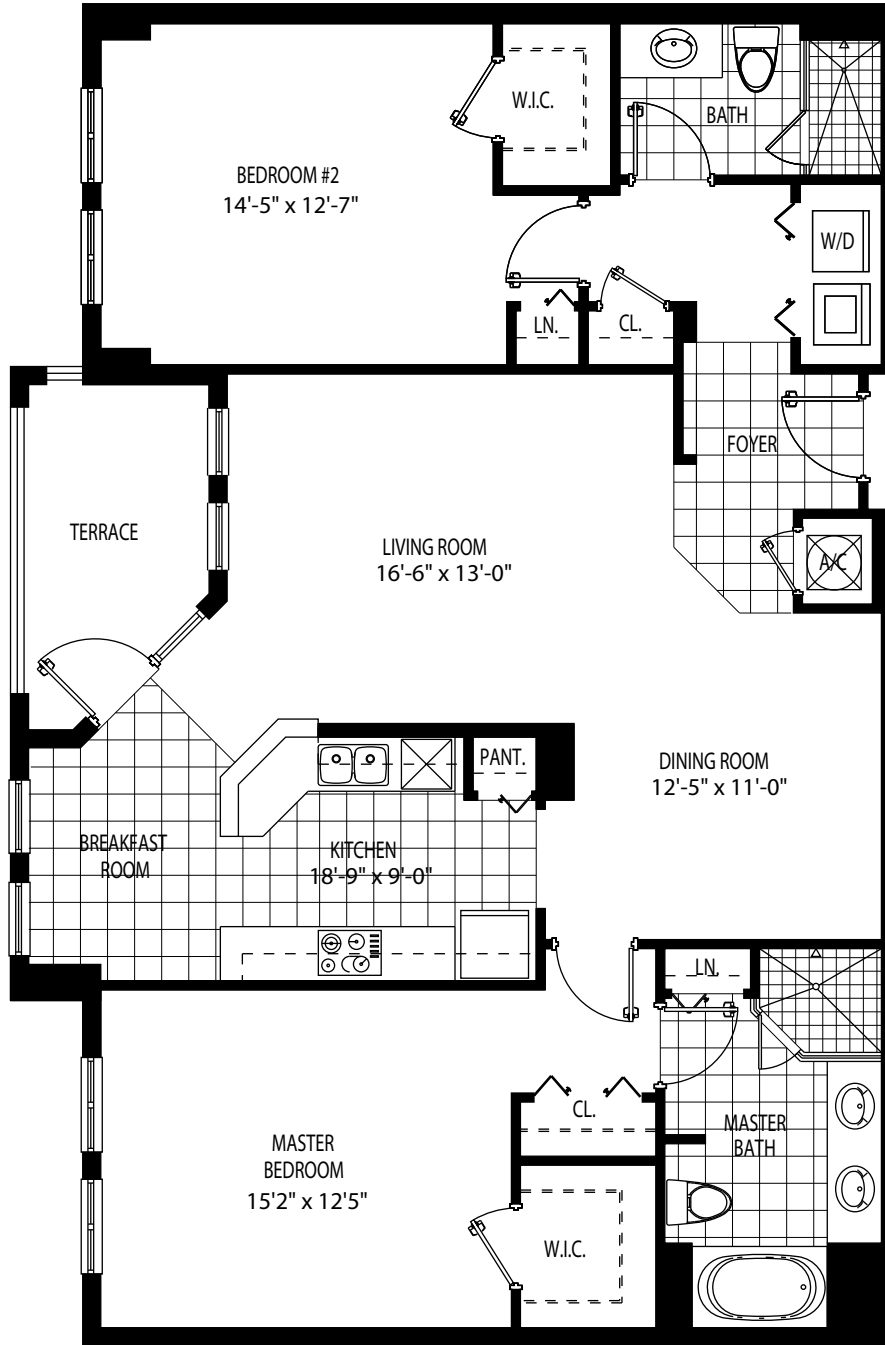 W.I.C.
BATH
BEDROOM #2
14'-5" x 12'-7"
W/D
LN.
CL.
FOYER
TERRACE
LIVING ROOM
16'-6" x 13'-0"
A/C
PANT.
DINING ROOM
12'-5" x 11'-0"
BREAKFAST
ROOM
KITCHEN
18'-9" x 9'-0"
LN.
CL.
MASTER
BATH
MASTER
BEDROOM
15'2" x 12'5"
W.I.C.